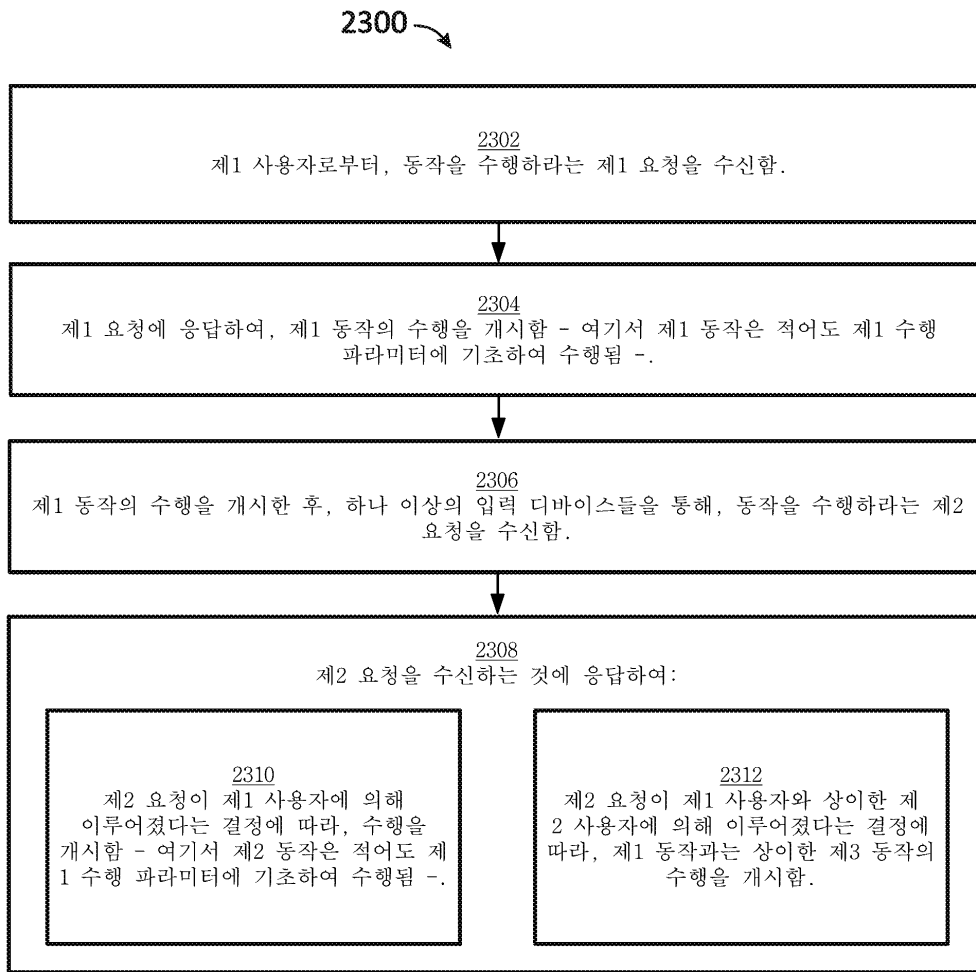 2300
2302
제1 사용자로부터, 동작을 수행하라는 제1 요청을 수신함.
2304
제1 요청에 응답하여, 제1 동작의 수행을 개시함 - 여기서 제1 동작은 적어도 제1 수행
파라미터에 기초하여 수행됨 -.
2306
제1 동작의 수행을 개시한 후, 하나 이상의 입력 디바이스들을 통해, 동작을 수행하라는 제2
요청을 수신함.
2308
제2 요청을 수신하는 것에 응답하여:
2310
제2 요청이 제1 사용자에 의해
이루어졌다는 결정에 따라, 수행을
개시함 - 여기서 제2 동작은 적어도 제
1 수행 파라미터에 기초하여 수행됨 -.
2312
제2 요청이 제1 사용자와 상이한 제
2 사용자에 의해 이루어졌다는 결정에
따라, 제1 동작과는 상이한 제3 동작의
수행을 개시함.